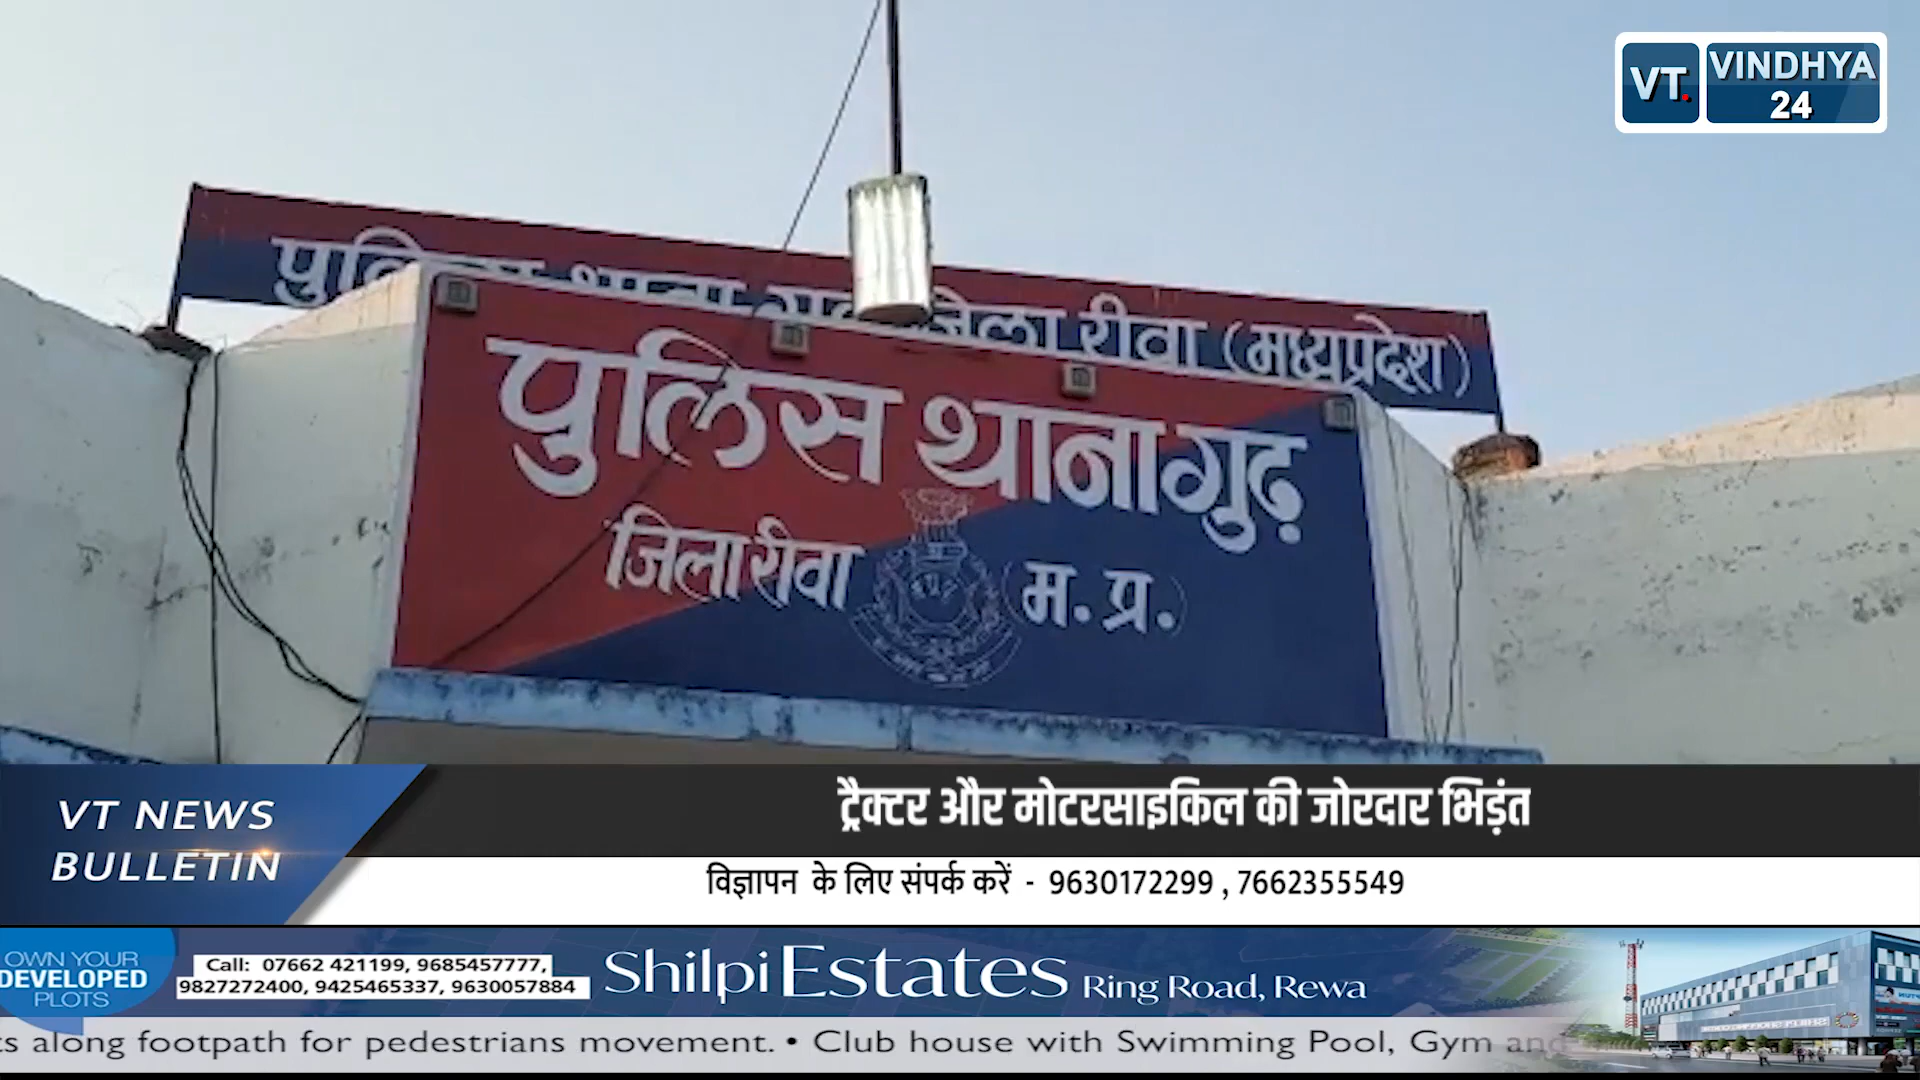 VT.
VINDHYA
24
जिला रीवा (मध्यप्रदेश)
पुलिस थाना गुढ़
जिला रीवा
म. प्र.
VT NEWS
BULLETIN
ट्रैक्टर और मोटरसाइकिल की जोरदार भिड़ंत
विज्ञापन के लिए संपर्क करें - 9630172299 , 7662355549
OWN YOUR
DEVELOPED
PLOTS
Call: 07662 421199, 9685457777,
9827272400, 9425465337, 9630057884
Shilpi Estates Ring Road, Rewa
along footpath for pedestrians movement. • Club house with Swimming Pool, Gym and